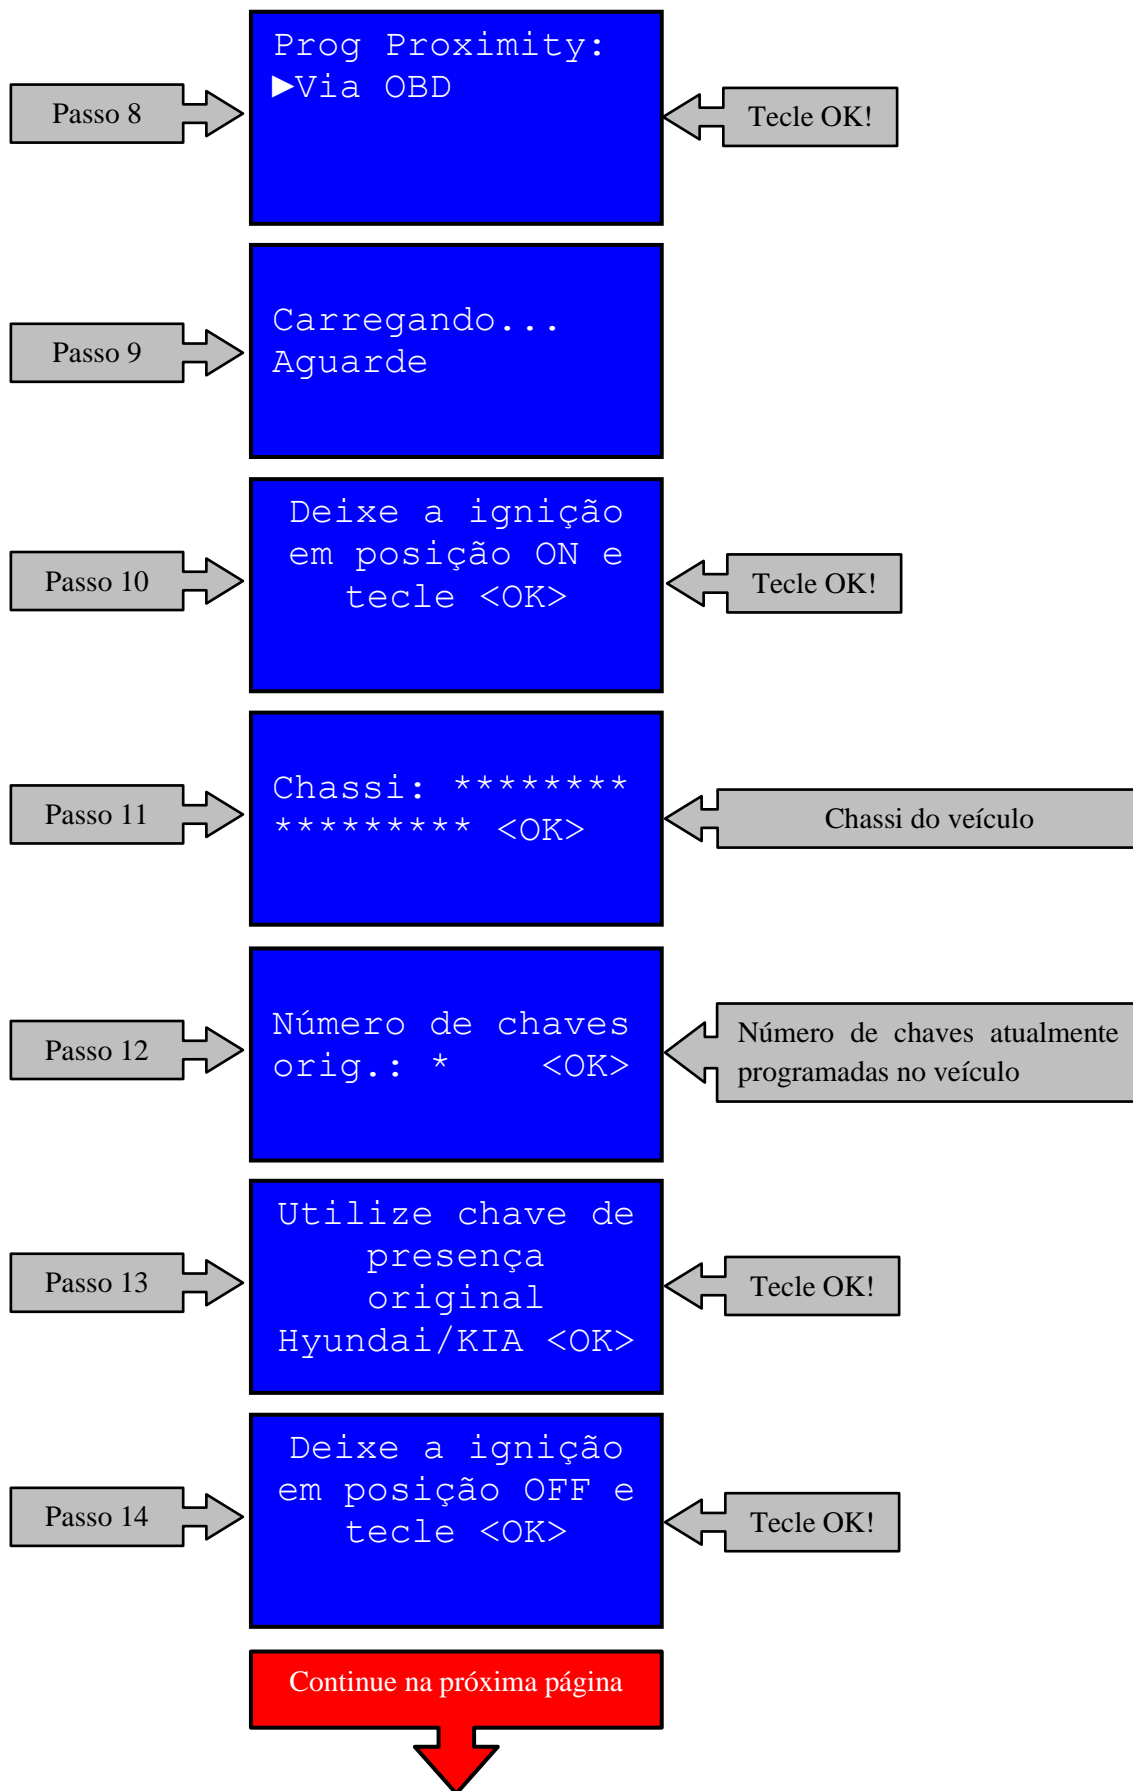 Prog Proximity:
►Via OBD
Passo 8
Tecle OK!
Carregando...
Aguarde
Passo 9
Deixe a ignição
em posição ON e
tecle <OK>
Passo 10
Tecle OK!
Chassi: ********
********* <OK>
Passo 11
Chassi do veículo
Número de chaves
orig.: * <OK>
Passo 12
Número de chaves atualmente
programadas no veículo
Utilize chave de
presença
original
Hyundai/KIA <OK>
Passo 13
Tecle OK!
Deixe a ignição
em posição OFF e
tecle <OK>
Passo 14
Tecle OK!
Continue na próxima página